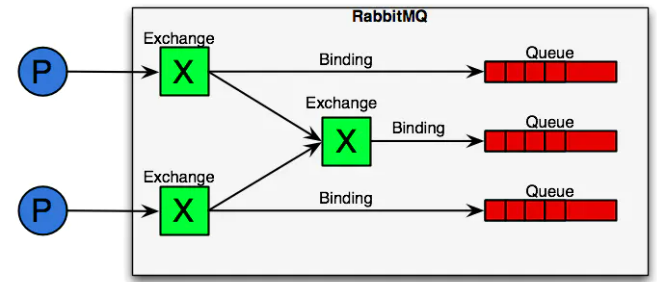 RabbitMQ
Exchange
Binding
Queue
P
X
Exchange
Binding
Queue
X
Exchange
Binding
Queue
P
X